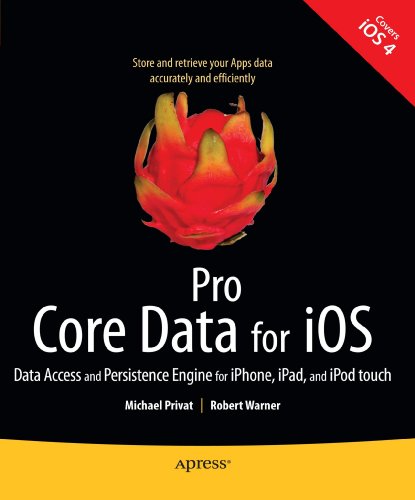 Covers
iOS 4
Store and retrieve your Apps data
accurately and efficiently
Pro
Core Data for iOS
Data Access and Persistence Engine for iPhone, iPad, and iPod touch
Michael Privat | Robert Warner
Apress®